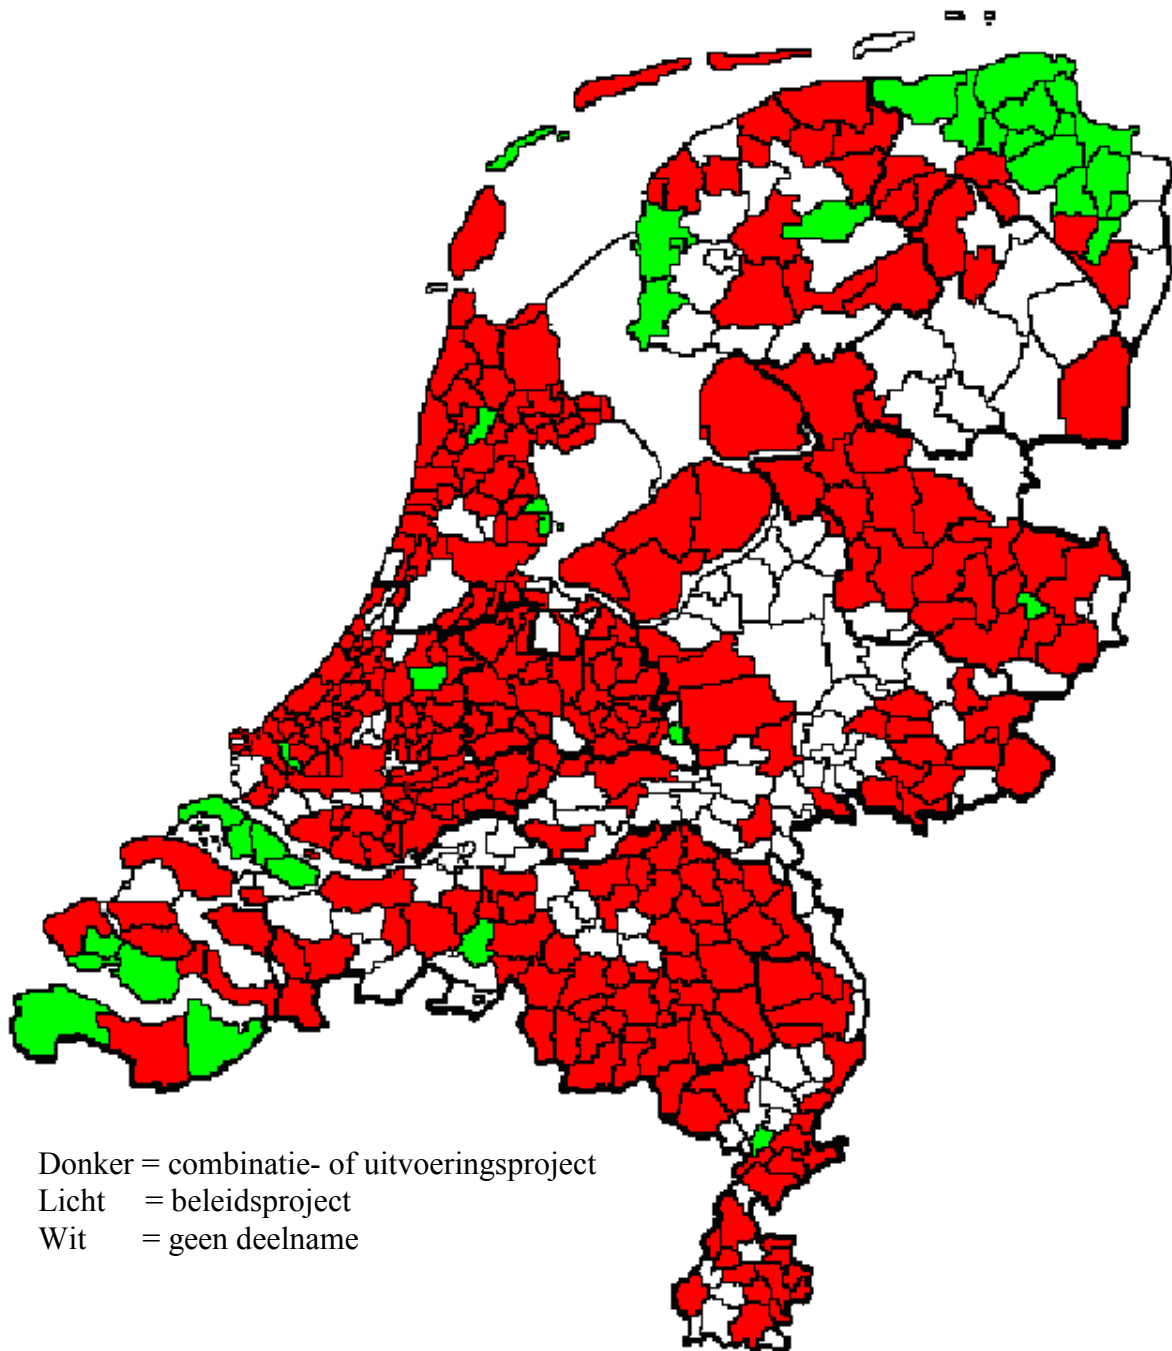 Donker = combinatie- of uitvoeringsproject
Licht = beleidsproject
Wit = geen deelname